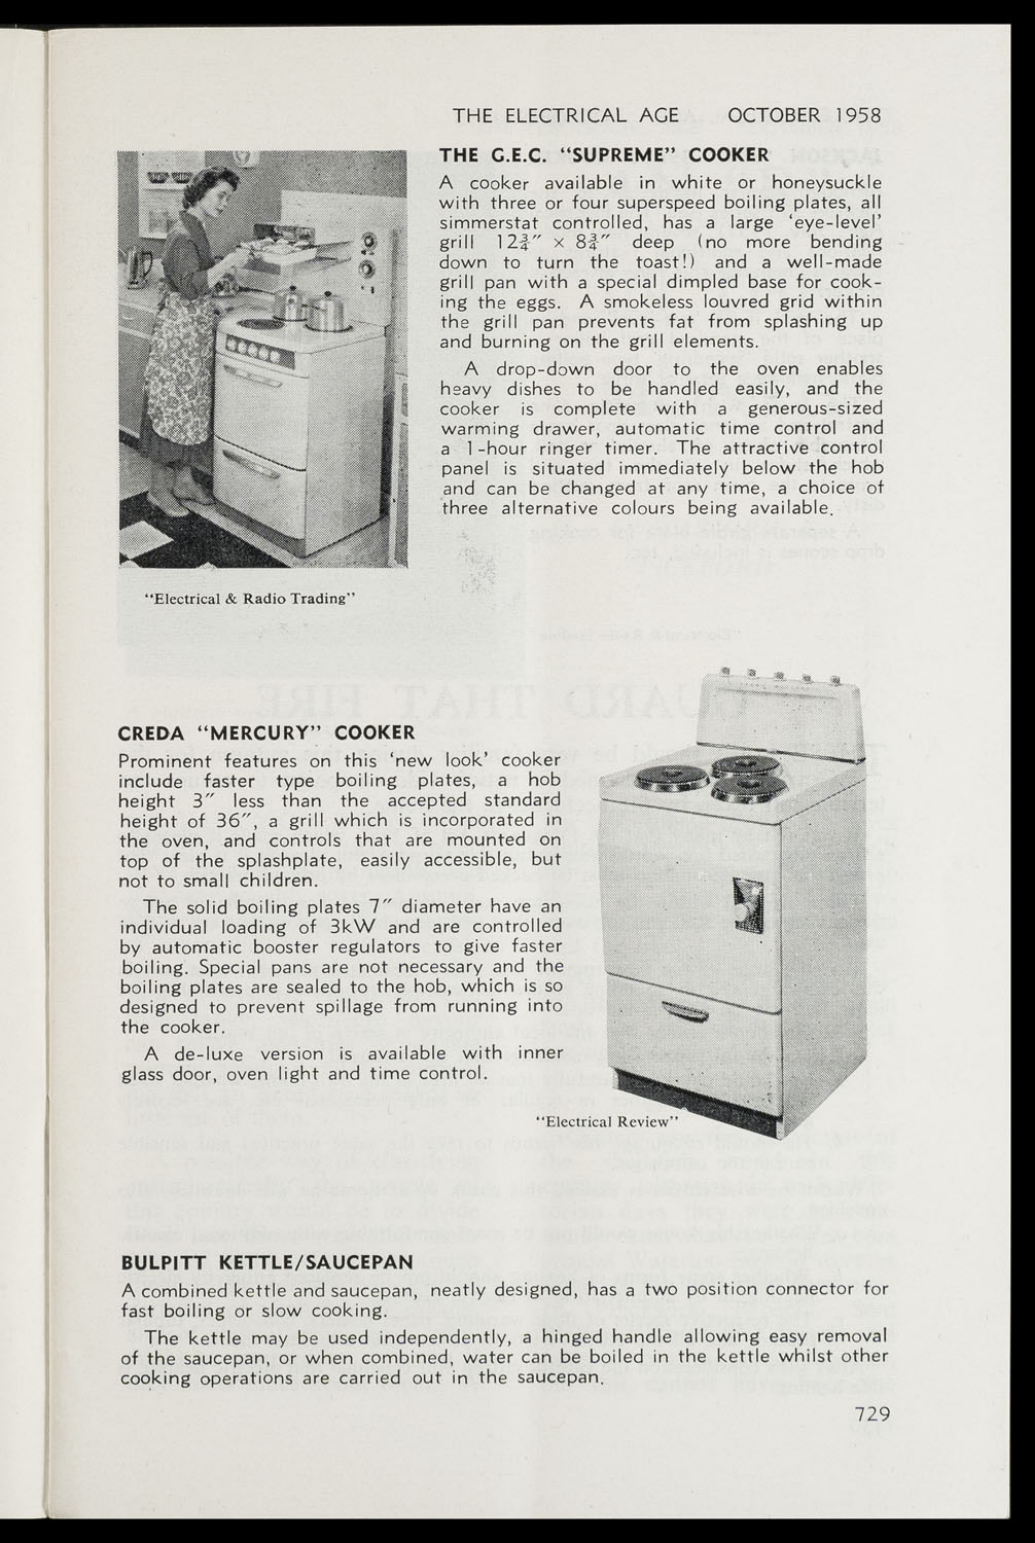 THE ELECTRICAL AGE OCTOBER 1958
THE G.E.C. “SUPREME” COOKER
A cooker available in white or honeysuckle
with three or four superspeed boiling plates, all
simmerstat controlled, has a large ‘eye-level’
grill 12¾″ × 8¾″ deep (no more bending
down to turn the toast!) and a well-made
grill pan with a special dimpled base for cook-
ing the eggs. A smokeless louvred grid within
the grill pan prevents fat from splashing up
and burning on the grill elements.
A drop-down door to the oven enables
heavy dishes to be handled easily, and the
cooker is complete with a generous-sized
warming drawer, automatic time control and
a 1-hour ringer timer. The attractive control
panel is situated immediately below the hob
and can be changed at any time, a choice of
three alternative colours being available.
“Electrical & Radio Trading”
CREDA “MERCURY” COOKER
Prominent features on this ‘new look’ cooker
include faster type boiling plates, a hob
height 3″ less than the accepted standard
height of 36″, a grill which is incorporated in
the oven, and controls that are mounted on
top of the splashplate, easily accessible, but
not to small children.
The solid boiling plates 7″ diameter have an
individual loading of 3kW and are controlled
by automatic booster regulators to give faster
boiling. Special pans are not necessary and the
boiling plates are sealed to the hob, which is so
designed to prevent spillage from running into
the cooker.
A de-luxe version is available with inner
glass door, oven light and time control.
“Electrical Review”
BULPITT KETTLE/SAUCEPAN
A combined kettle and saucepan, neatly designed, has a two position connector for
fast boiling or slow cooking.
The kettle may be used independently, a hinged handle allowing easy removal
of the saucepan, or when combined, water can be boiled in the kettle whilst other
cooking operations are carried out in the saucepan.
729